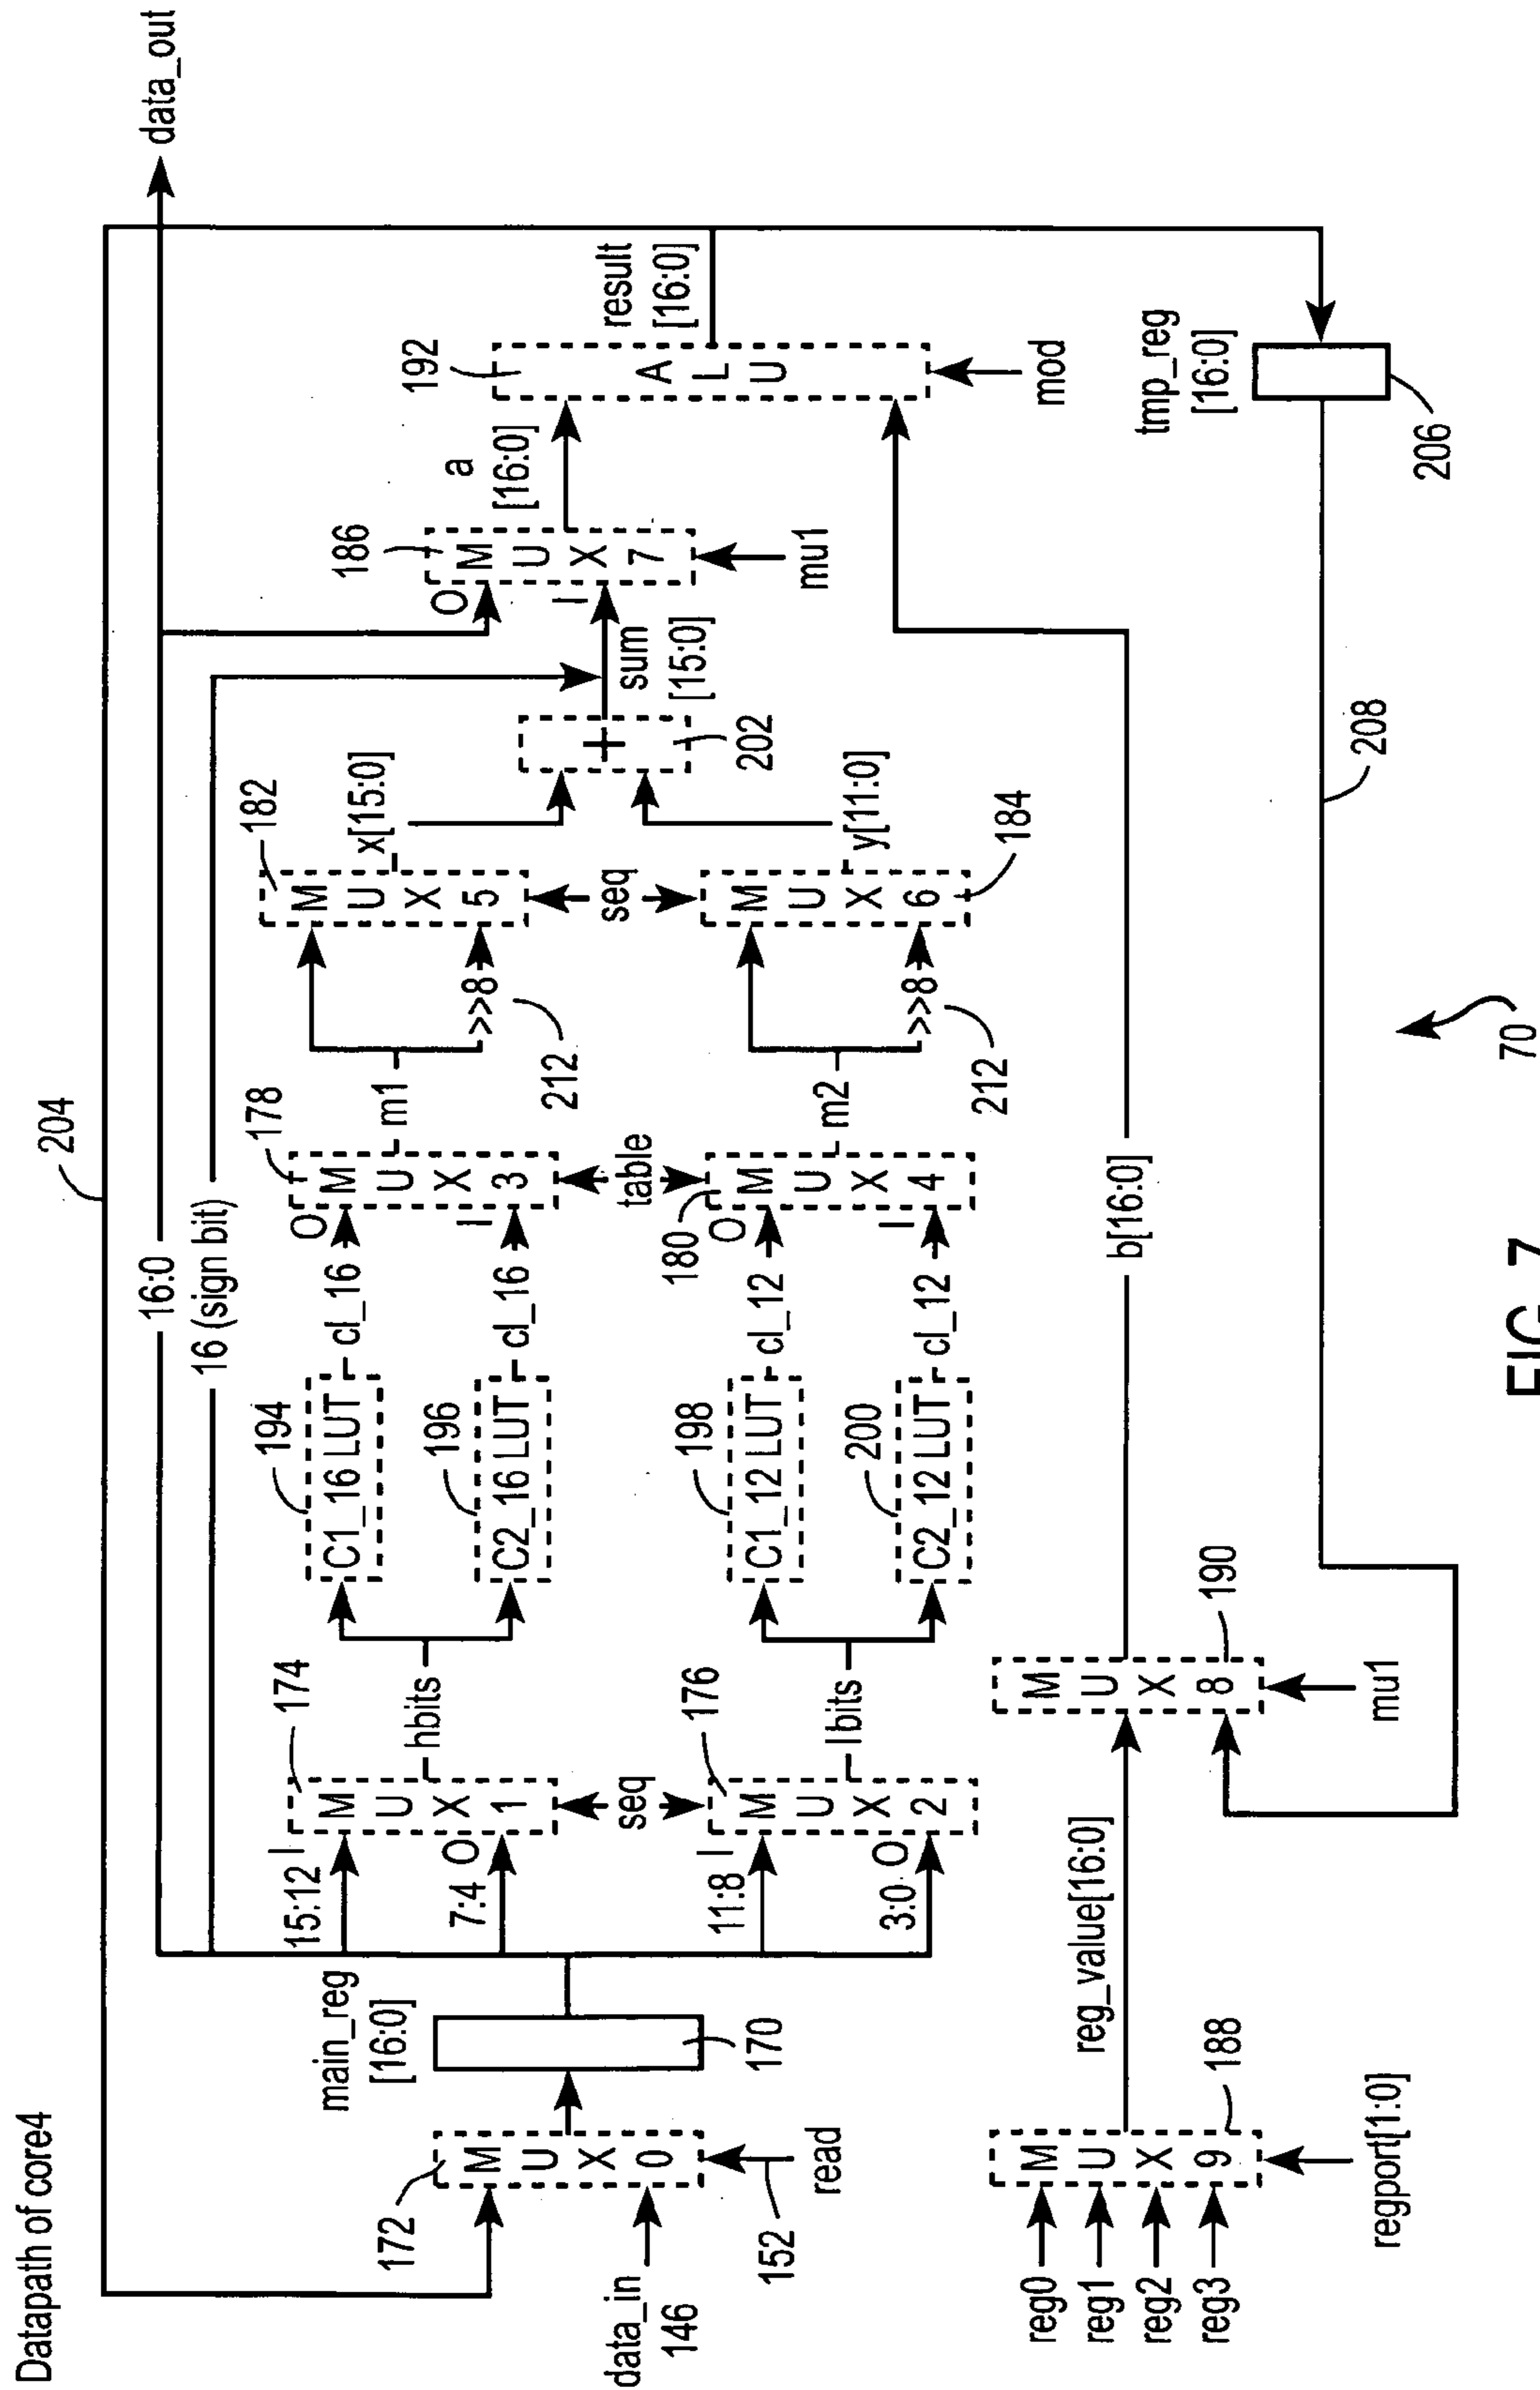 Datapath of core4
204
data_out
16:0
16 (sign bit)
main_reg
[16:0]
172
MUX 0
data_in
146
152
read
170
15:12
I
7:4
O
174
MUX 1
hbits
seq
11:8
I
3:0
O
176
MUX 2
lbits
194
C1_16 LUT
cl_16
196
C2_16 LUT
cl_16
198
C1_12 LUT
cl_12
200
C2_12 LUT
cl_12
O
I
178
MUX 3
m1
table
180
O
I
MUX 4
m2
>>8
212
>>8
212
182
MUX 5
x[15:0]
seq
MUX 6
184
y[11:0]
+
202
sum
[15:0]
O
I
186
MUX 7
mu1
a
[16:0]
192
ALU
mod
result
[16:0]
reg0
reg1
reg2
reg3
MUX 9
188
regport[1:0]
reg_value[16:0]
MUX 8
190
mu1
b[16:0]
tmp_reg
[16:0]
206
208
70
FIG. 7